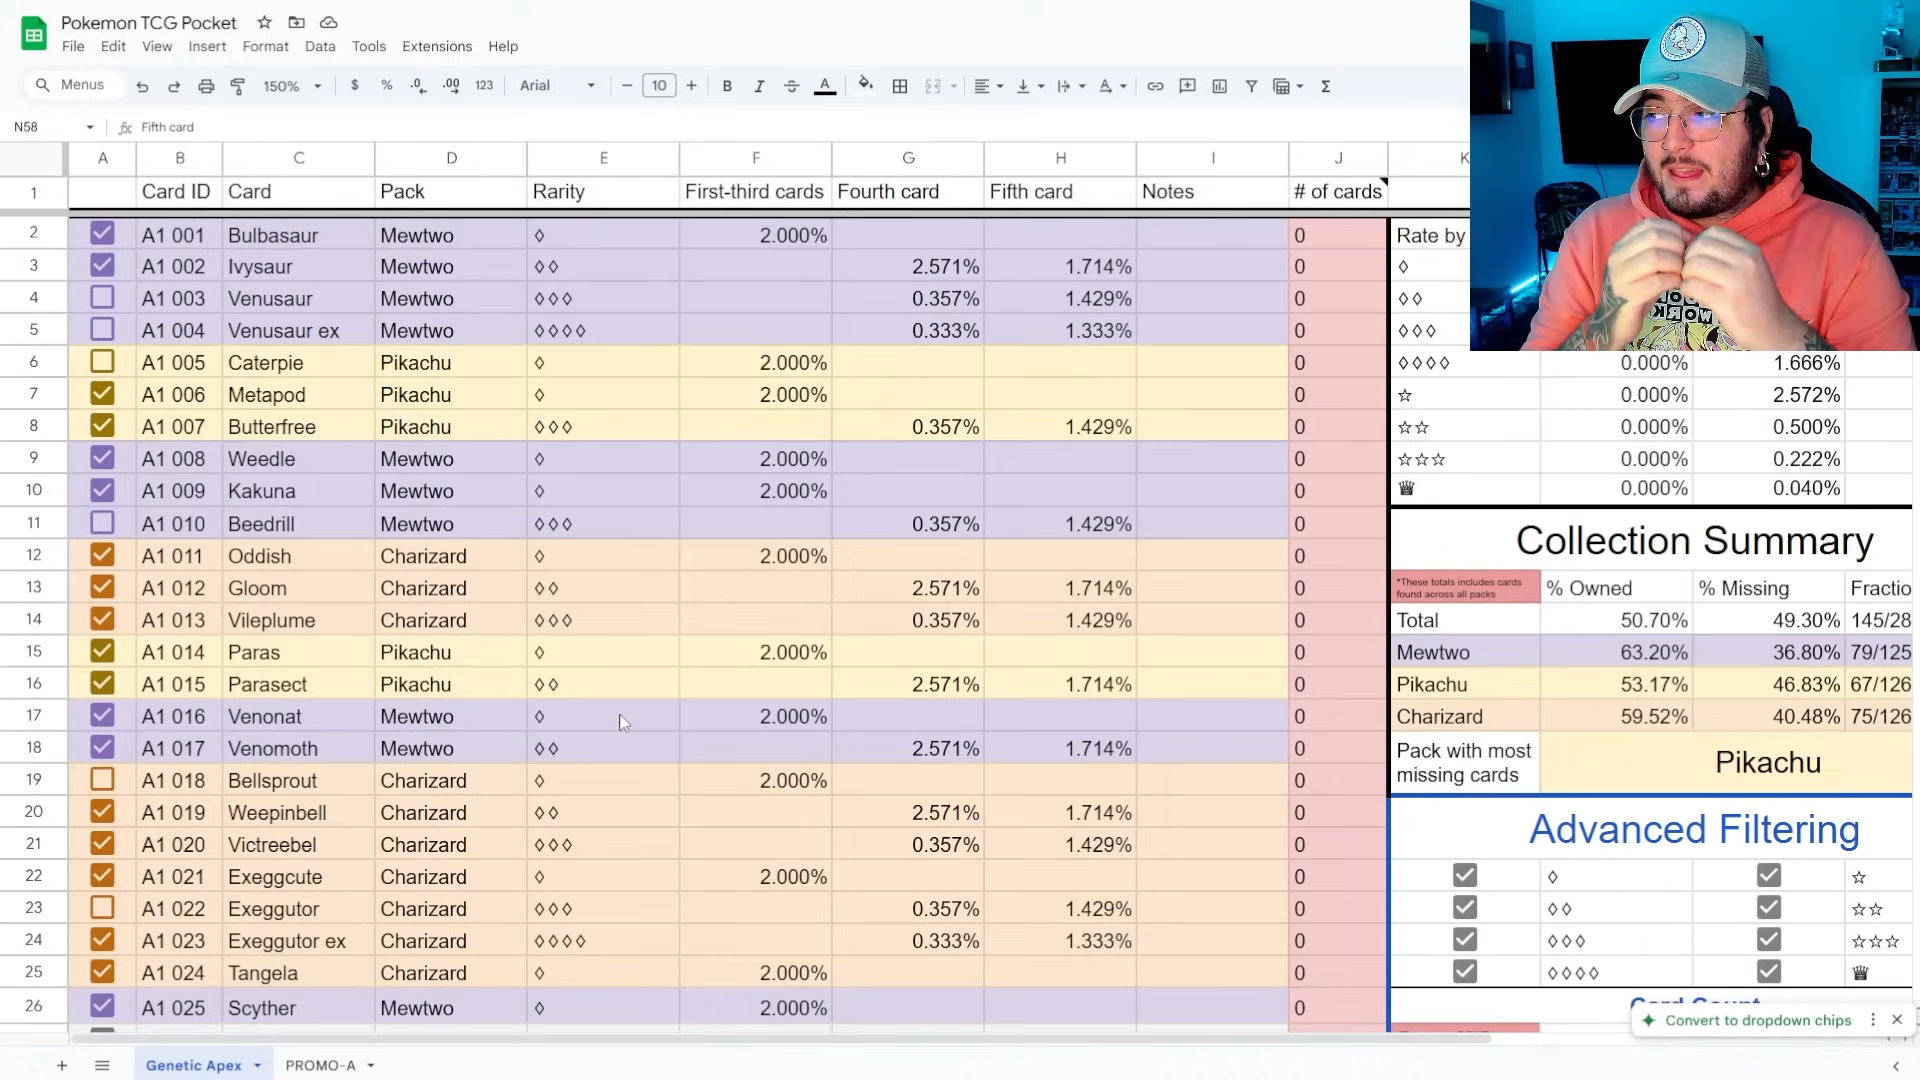 Pokemon TCG Pocket
File Edit View Insert Format Data Tools Extensions Help
Menus 150% $ % .0 .00 123 Arial 10 B I A
N58 fx Fifth card
A B C D E F G H I J K
1 Card ID Card Pack Rarity First-third cards Fourth card Fifth card Notes # of cards
2 A1 001 Bulbasaur Mewtwo ◊ 2.000% 0 Rate by
3 A1 002 Ivysaur Mewtwo ◊◊ 2.571% 1.714% 0 ◊
4 A1 003 Venusaur Mewtwo ◊◊◊ 0.357% 1.429% 0 ◊◊
5 A1 004 Venusaur ex Mewtwo ◊◊◊◊ 0.333% 1.333% 0 ◊◊◊
6 A1 005 Caterpie Pikachu ◊ 2.000% 0 ◊◊◊◊ 0.000% 1.666%
7 A1 006 Metapod Pikachu ◊ 2.000% 0 ☆ 0.000% 2.572%
8 A1 007 Butterfree Pikachu ◊◊◊ 0.357% 1.429% 0 ☆☆ 0.000% 0.500%
9 A1 008 Weedle Mewtwo ◊ 2.000% 0 ☆☆☆ 0.000% 0.222%
10 A1 009 Kakuna Mewtwo ◊ 2.000% 0 ♛ 0.000% 0.040%
11 A1 010 Beedrill Mewtwo ◊◊◊ 0.357% 1.429% 0
Collection Summary
12 A1 011 Oddish Charizard ◊ 2.000% 0
13 A1 012 Gloom Charizard ◊◊ 2.571% 1.714% 0 *These totals includes cards found across all packs % Owned % Missing Fractio
14 A1 013 Vileplume Charizard ◊◊◊ 0.357% 1.429% 0 Total 50.70% 49.30% 145/28
15 A1 014 Paras Pikachu ◊ 2.000% 0 Mewtwo 63.20% 36.80% 79/125
16 A1 015 Parasect Pikachu ◊◊ 2.571% 1.714% 0 Pikachu 53.17% 46.83% 67/126
17 A1 016 Venonat Mewtwo ◊ 2.000% 0 Charizard 59.52% 40.48% 75/126
18 A1 017 Venomoth Mewtwo ◊◊ 2.571% 1.714% 0 Pack with most missing cards Pikachu
19 A1 018 Bellsprout Charizard ◊ 2.000% 0
20 A1 019 Weepinbell Charizard ◊◊ 2.571% 1.714% 0
Advanced Filtering
21 A1 020 Victreebel Charizard ◊◊◊ 0.357% 1.429% 0
22 A1 021 Exeggcute Charizard ◊ 2.000% 0 ◊ ☆
23 A1 022 Exeggutor Charizard ◊◊◊ 0.357% 1.429% 0 ◊◊ ☆☆
24 A1 023 Exeggutor ex Charizard ◊◊◊◊ 0.333% 1.333% 0 ◊◊◊ ☆☆☆
25 A1 024 Tangela Charizard ◊ 2.000% 0 ◊◊◊◊ ♛
26 A1 025 Scyther Mewtwo ◊ 2.000% 0 Card Count
Convert to dropdown chips
Genetic Apex PROMO-A